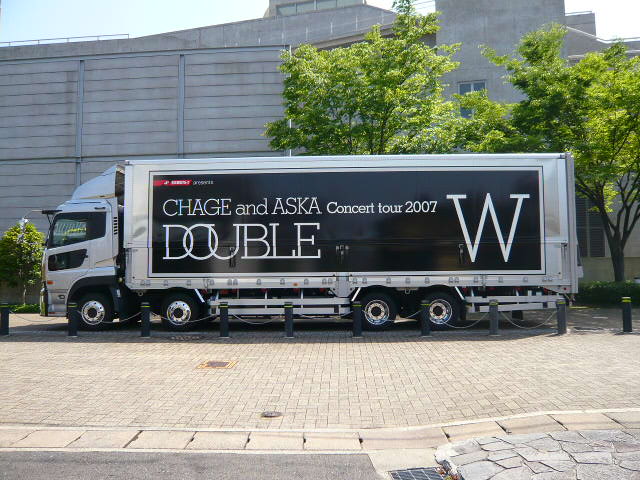 presents
CHAGE and ASKA Concert tour 2007
DOUBLE
W